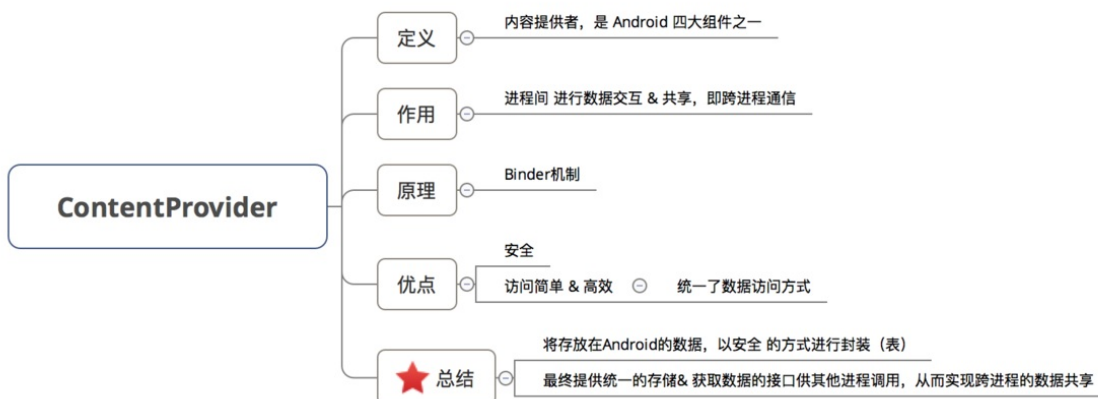 定义
内容提供者，是 Android 四大组件之一
作用
进程间 进行数据交互 & 共享，即跨进程通信
ContentProvider
原理
Binder机制
优点
安全
访问简单 & 高效
统一了数据访问方式
总结
将存放在Android的数据，以安全 的方式进行封装（表）
最终提供统一的存储& 获取数据的接口供其他进程调用，从而实现跨进程的数据共享